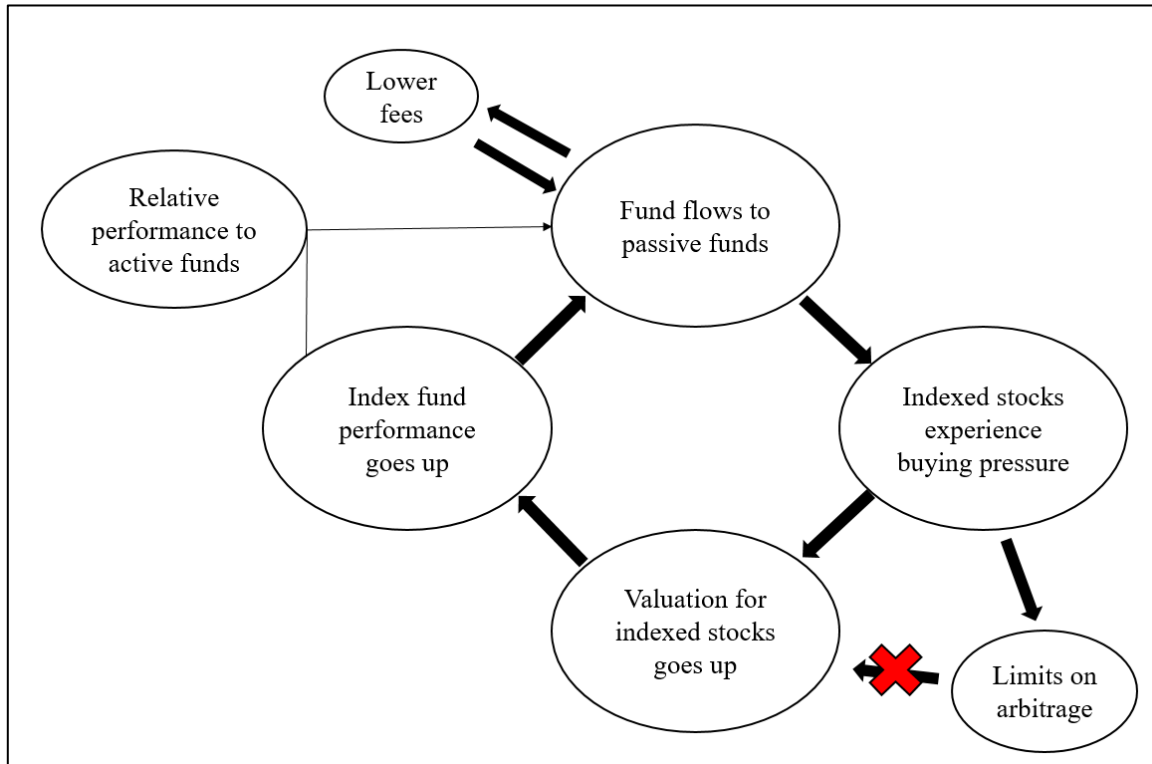 Lower
fees
Relative
performance to
active funds
Fund flows to
passive funds
Index fund
performance
goes up
Indexed stocks
experience
buying pressure
Valuation for
indexed stocks
goes up
Limits on
arbitrage